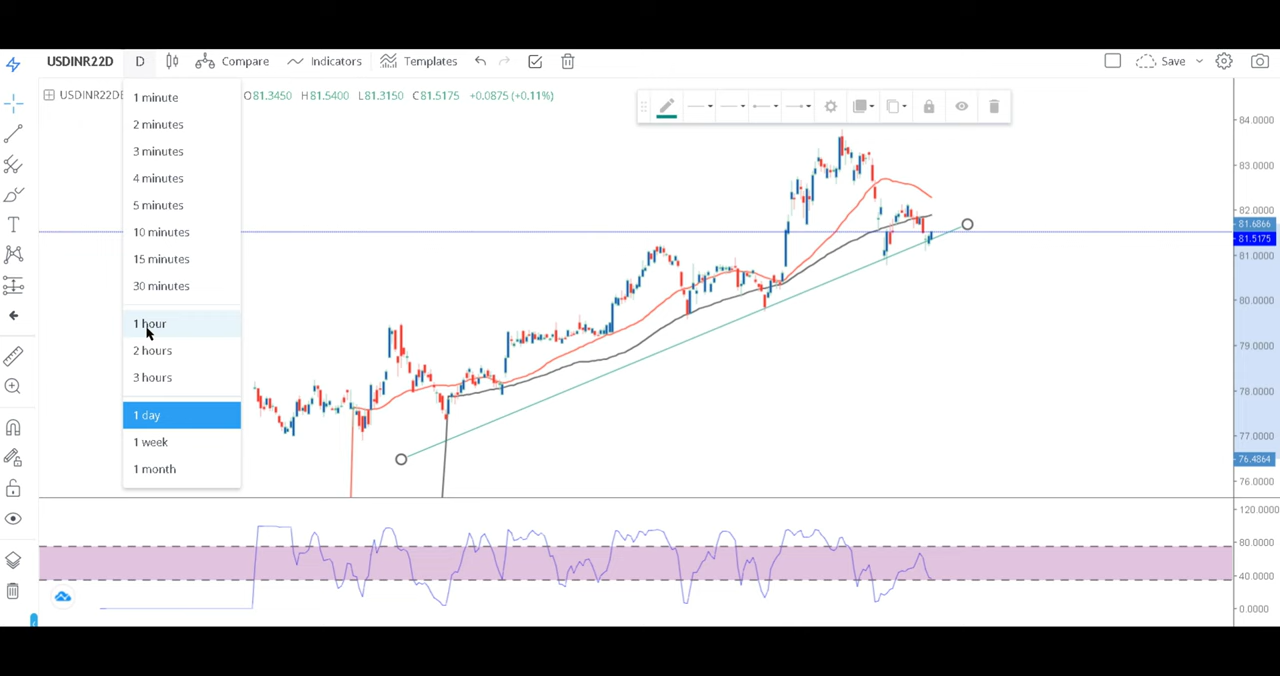 USDINR22D D Compare Indicators Templates Save
USDINR22DE O81.3450 H81.5400 L81.3150 C81.5175 +0.0875 (+0.11%)
1 minute
2 minutes
3 minutes
4 minutes
5 minutes
10 minutes
15 minutes
30 minutes
1 hour
2 hours
3 hours
1 day
1 week
1 month
84.0000
83.0000
82.0000
81.6866
81.5175
81.0000
80.0000
79.0000
78.0000
77.0000
76.4864
76.0000
120.0000
80.0000
40.0000
0.0000